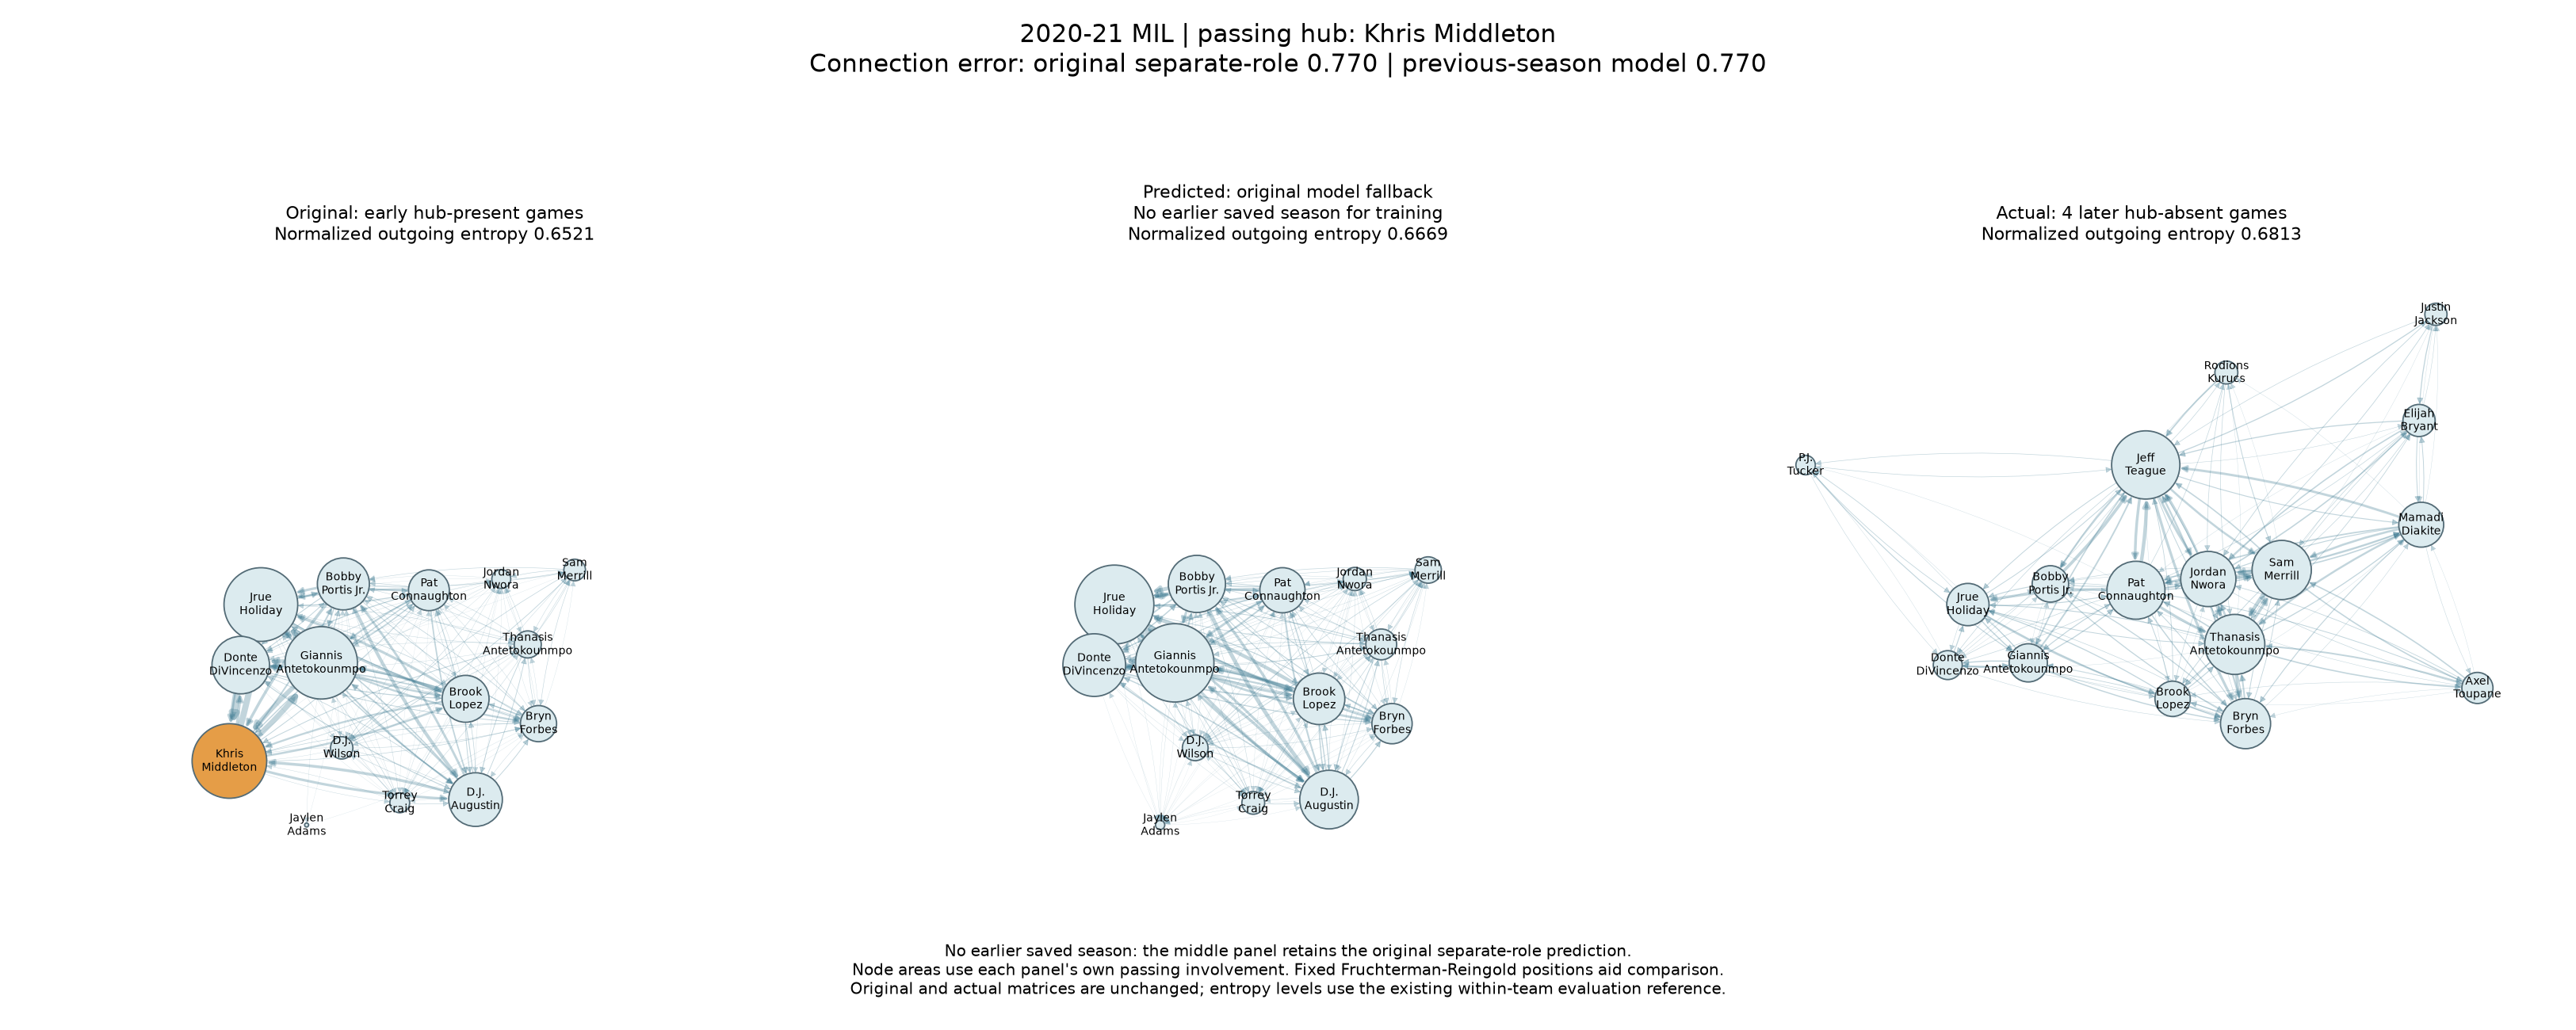 2020-21 MIL | passing hub: Khris Middleton
Connection error: original separate-role 0.770 | previous-season model 0.770
Original: early hub-present games
Normalized outgoing entropy 0.6521
Jrue
Holiday
Bobby
Portis Jr.
Pat
Connaughton
Jordan
Nwora
Sam
Merrill
Donte
DiVincenzo
Giannis
Antetokounmpo
Thanasis
Antetokounmpo
Brook
Lopez
Bryn
Forbes
Khris
Middleton
D.J.
Wilson
Torrey
Craig
D.J.
Augustin
Jaylen
Adams
Predicted: original model fallback
No earlier saved season for training
Normalized outgoing entropy 0.6669
Jrue
Holiday
Bobby
Portis Jr.
Pat
Connaughton
Jordan
Nwora
Sam
Merrill
Donte
DiVincenzo
Giannis
Antetokounmpo
Thanasis
Antetokounmpo
Brook
Lopez
Bryn
Forbes
D.J.
Wilson
Torrey
Craig
D.J.
Augustin
Jaylen
Adams
Actual: 4 later hub-absent games
Normalized outgoing entropy 0.6813
Justin
Jackson
Rodions
Kurucs
Elijah
Bryant
P.J.
Tucker
Jeff
Teague
Mamadi
Diakite
Jrue
Holiday
Bobby
Portis Jr.
Pat
Connaughton
Jordan
Nwora
Sam
Merrill
Donte
DiVincenzo
Giannis
Antetokounmpo
Thanasis
Antetokounmpo
Brook
Lopez
Bryn
Forbes
Axel
Toupane
No earlier saved season: the middle panel retains the original separate-role prediction.
Node areas use each panel's own passing involvement. Fixed Fruchterman-Reingold positions aid comparison.
Original and actual matrices are unchanged; entropy levels use the existing within-team evaluation reference.